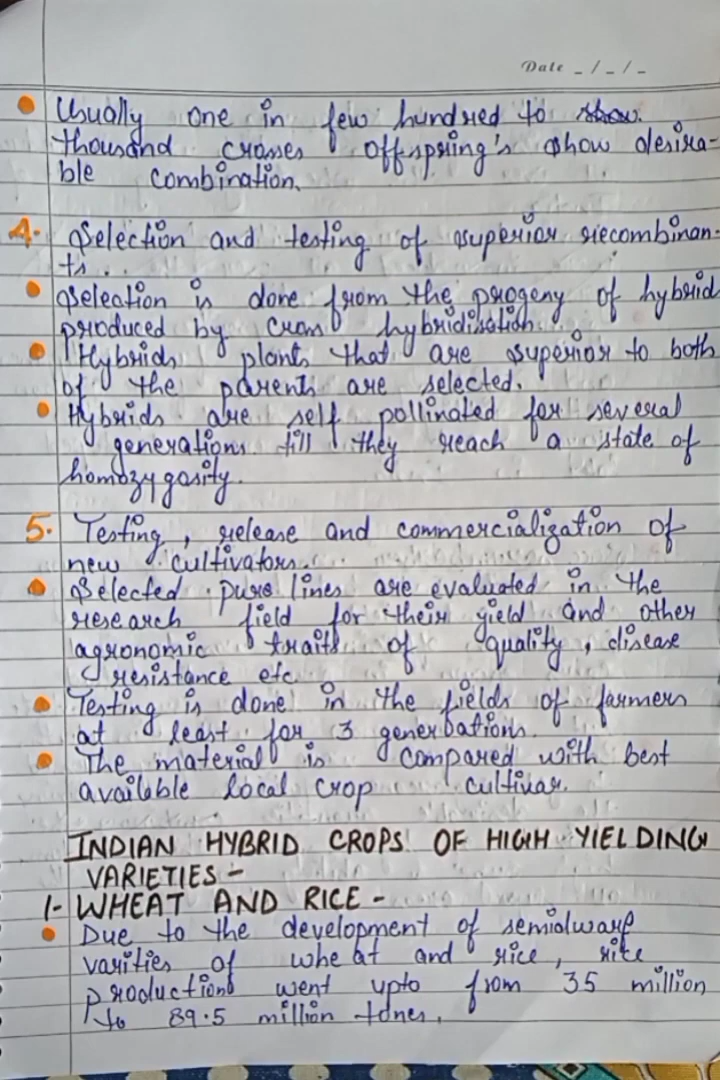 Date _ / _ / _
• Usually one in few hundred to show.
thousand crosses offspring's show desira-
ble combination.
4. Selection and testing of superior recombinan-
ts.
• Selection is done from the progeny of hybrid
produced by cross hybridisation.
• Hybrids plants that are superior to both
of the parents are selected.
• Hybrids are self pollinated for several
generations till they reach a state of
homozygosity.
5. Testing, release and commercialization of
new cultivators.
• Selected pure lines are evaluated in the
research field for their yield and other
agronomic traits of quality, disease
resistance etc.
• Testing is done in the fields of farmers
at least for 3 generations.
• The material is compared with best
available local crop cultivar.
INDIAN HYBRID CROPS OF HIGH YIELDING
VARIETIES -
1- WHEAT AND RICE -
• Due to the development of semidwarf
varities of wheat and rice, rice
production went upto from 35 million
to 89.5 million tones.